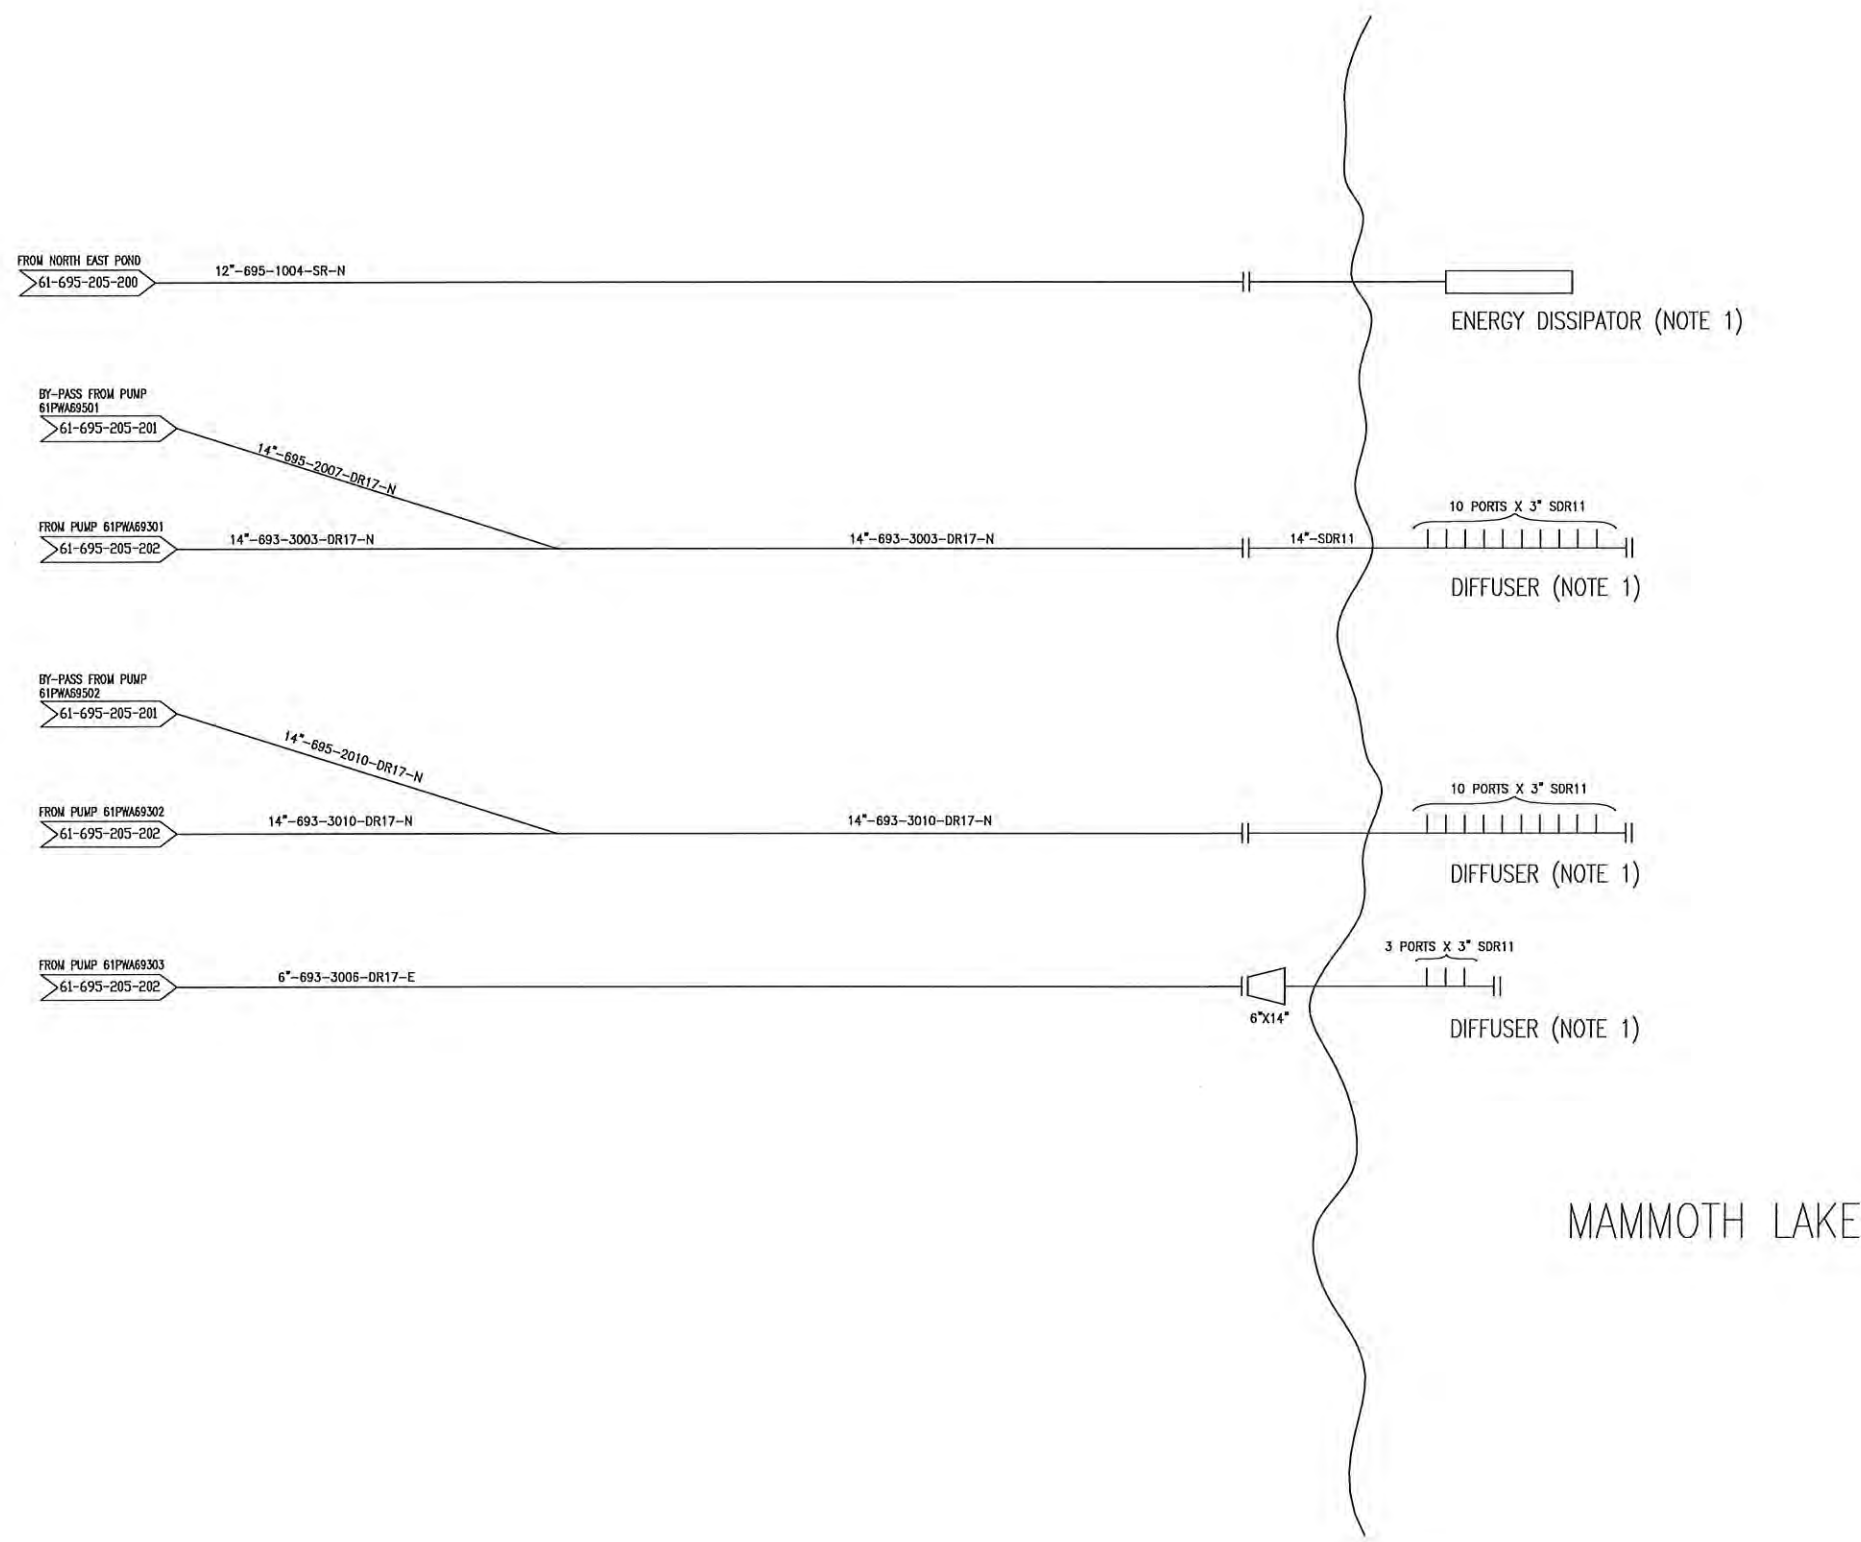 FROM NORTH EAST POND
61-695-205-200
12"-695-1004-SR-N
ENERGY DISSIPATOR (NOTE 1)
BY-PASS FROM PUMP
61PWA69501
61-695-205-201
14"-695-2007-DR17-N
FROM PUMP 61PWA69301
61-695-205-202
14"-693-3003-DR17-N
14"-693-3003-DR17-N
14"-SDR11
10 PORTS X 3" SDR11
DIFFUSER (NOTE 1)
BY-PASS FROM PUMP
61PWA69502
61-695-205-201
14"-695-2010-DR17-N
FROM PUMP 61PWA69302
61-695-205-202
14"-693-3010-DR17-N
14"-693-3010-DR17-N
10 PORTS X 3" SDR11
DIFFUSER (NOTE 1)
FROM PUMP 61PWA69303
61-695-205-202
6"-693-3006-DR17-E
6"X14"
3 PORTS X 3" SDR11
DIFFUSER (NOTE 1)
MAMMOTH LAKE